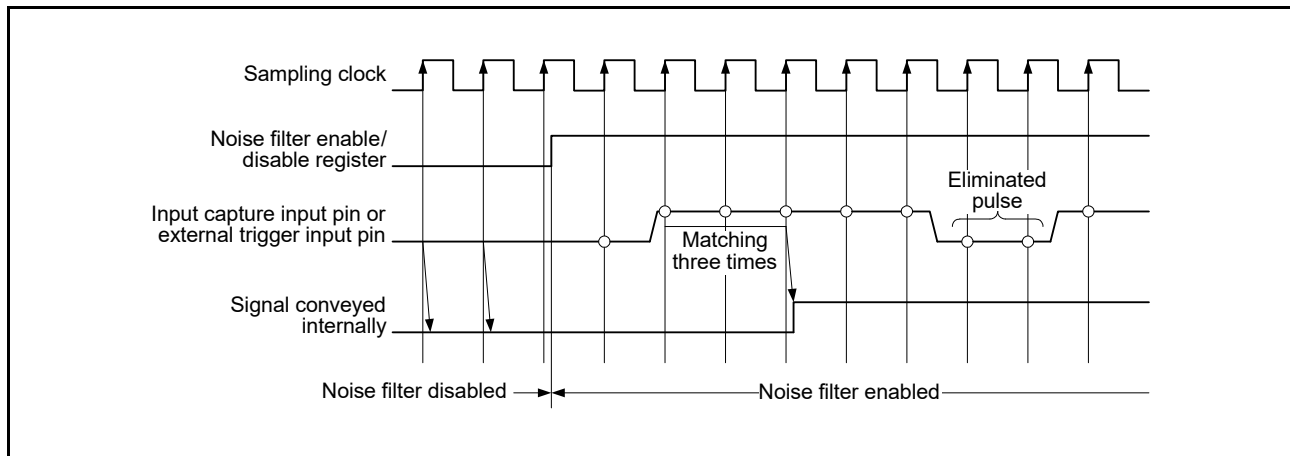 Sampling clock
Noise filter enable/
disable register
Eliminated
pulse
Input capture input pin or
external trigger input pin
Matching
three times
Signal conveyed
internally
Noise filter disabled
Noise filter enabled